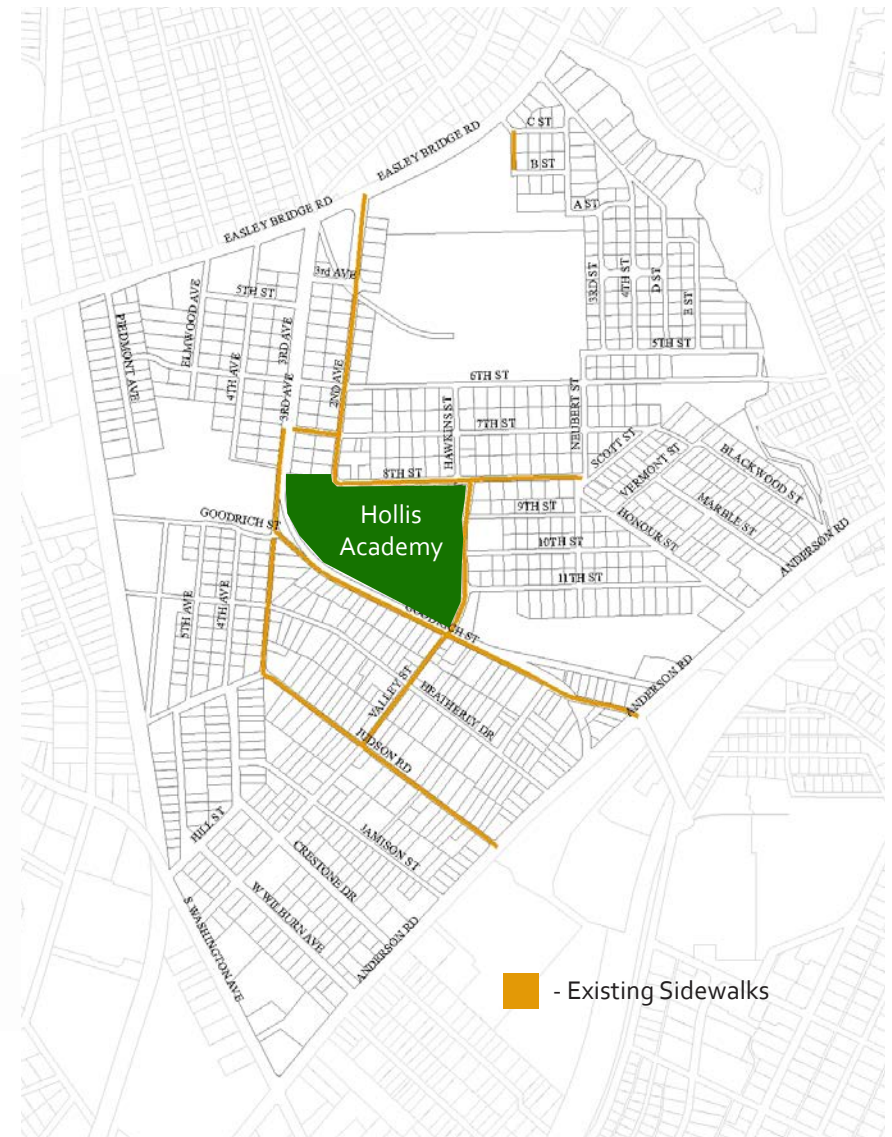 C ST
EASLEY BRIDGE RD
B ST
A ST
EASLEY BRIDGE RD
3rd AVE
5TH ST
3RD ST
4TH ST
D ST
E ST
PIEDMONT AVE
ELMWOOD AVE
4TH AVE
3RD AVE
5TH ST
6TH ST
2ND AVE
3RD AVE
HAWKINS ST
7TH ST
NEUBERT ST
SCOTT ST
VERMONT ST
BLACKWOOD ST
8TH ST
MARBLE ST
9TH ST
HONOUR ST
Hollis
Academy
GOODRICH ST
10TH ST
ANDERSON RD
11TH ST
5TH AVE
4TH AVE
GOODRICH ST
VALLEY ST
HEATHERLY DR
ANDERSON RD
JUDSON RD
HILL ST
JAMISON ST
CRESTONE DR
W WILBURN AVE
S WASHINGTON AVE
ANDERSON RD
- Existing Sidewalks